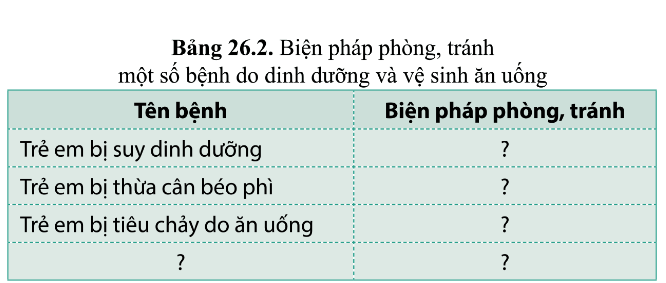 Bảng 26.2. Biện pháp phòng, tránh
một số bệnh do dinh dưỡng và vệ sinh ăn uống
Tên bệnh Biện pháp phòng, tránh
Trẻ em bị suy dinh dưỡng ?
Trẻ em bị thừa cân béo phì ?
Trẻ em bị tiêu chảy do ăn uống ?
? ?